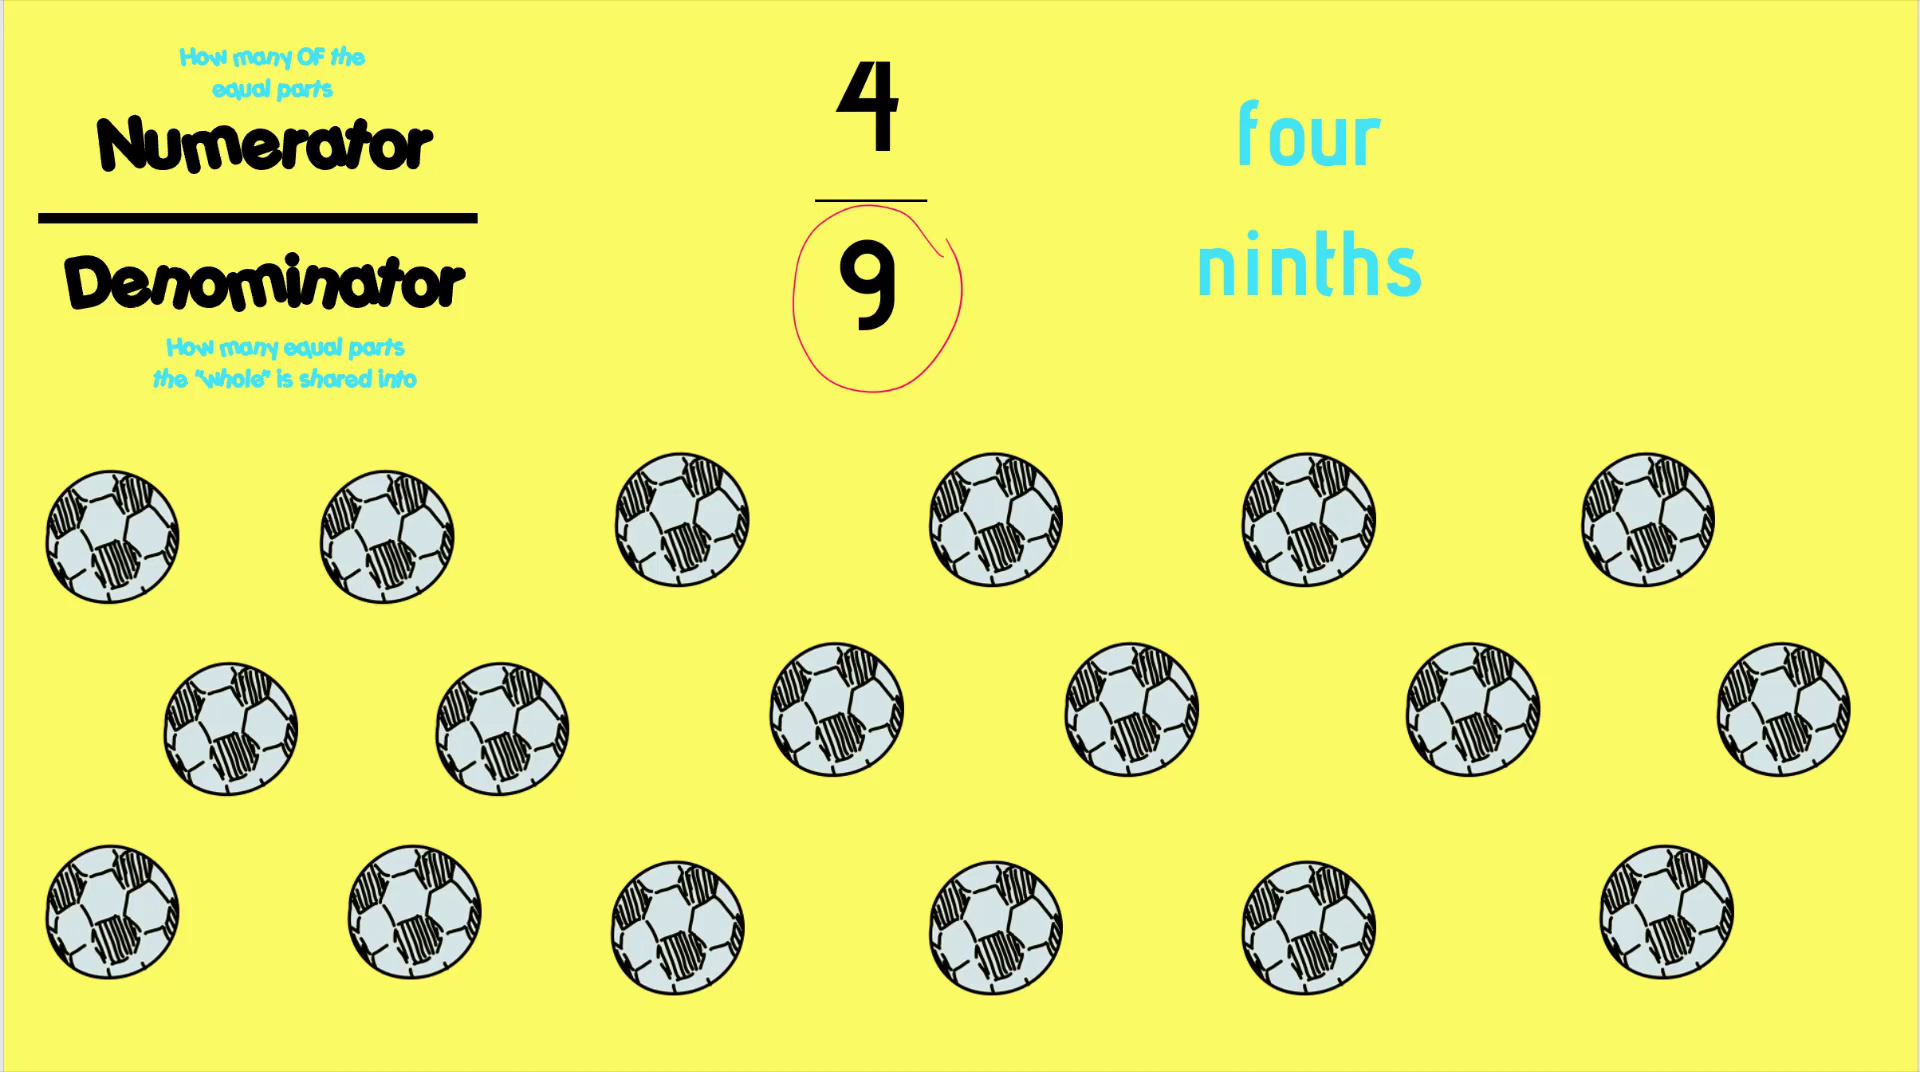 How many OF the
equal parts
Numerator
Denominator
How many equal parts
the "whole" is shared into
4
9
four
ninths